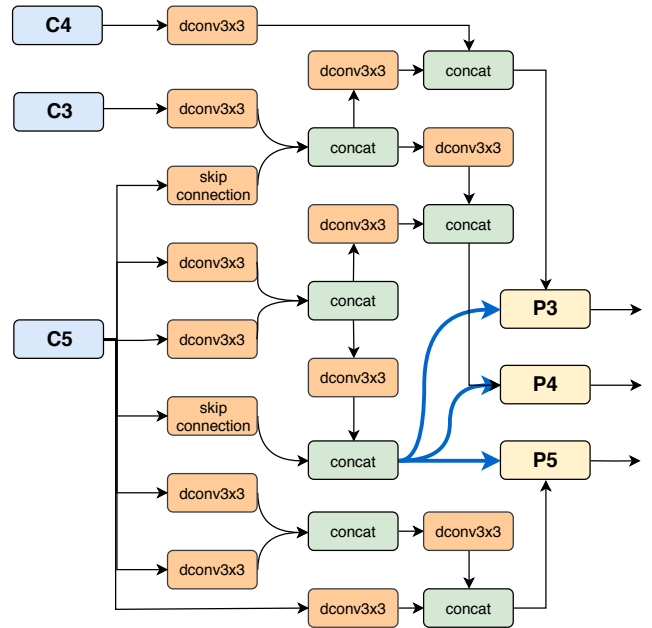 C4
dconv3x3
dconv3x3
concat
C3
dconv3x3
concat
dconv3x3
skip
connection
dconv3x3
concat
dconv3x3
concat
P3
C5
dconv3x3
dconv3x3
P4
skip
connection
concat
P5
dconv3x3
concat
dconv3x3
dconv3x3
dconv3x3
concat